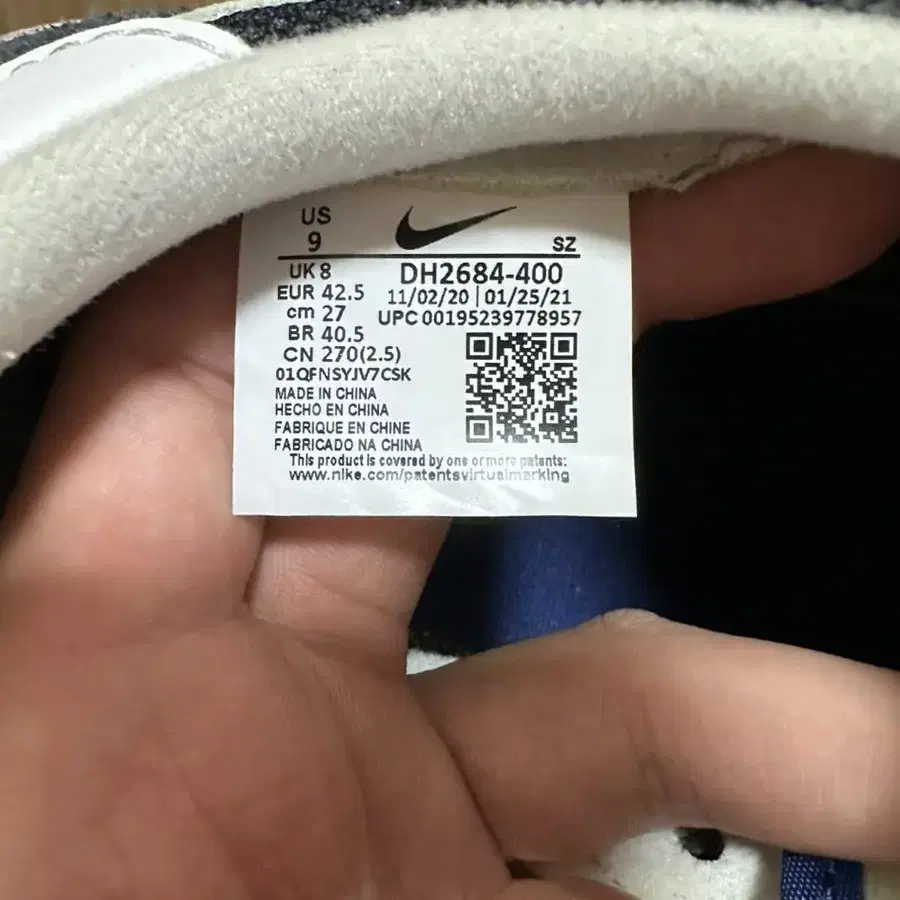 US
9
SZ
UK 8
DH2684-400
EUR 42.5
11/02/20 | 01/25/21
cm 27
UPC 00195239778957
BR 40.5
CN 270(2.5)
01QFNSYJV7CSK
MADE IN CHINA
HECHO EN CHINA
FABRIQUE EN CHINE
FABRICADO NA CHINA
This product is covered by one or more patents:
www.nike.com/patentsvirtualmarking